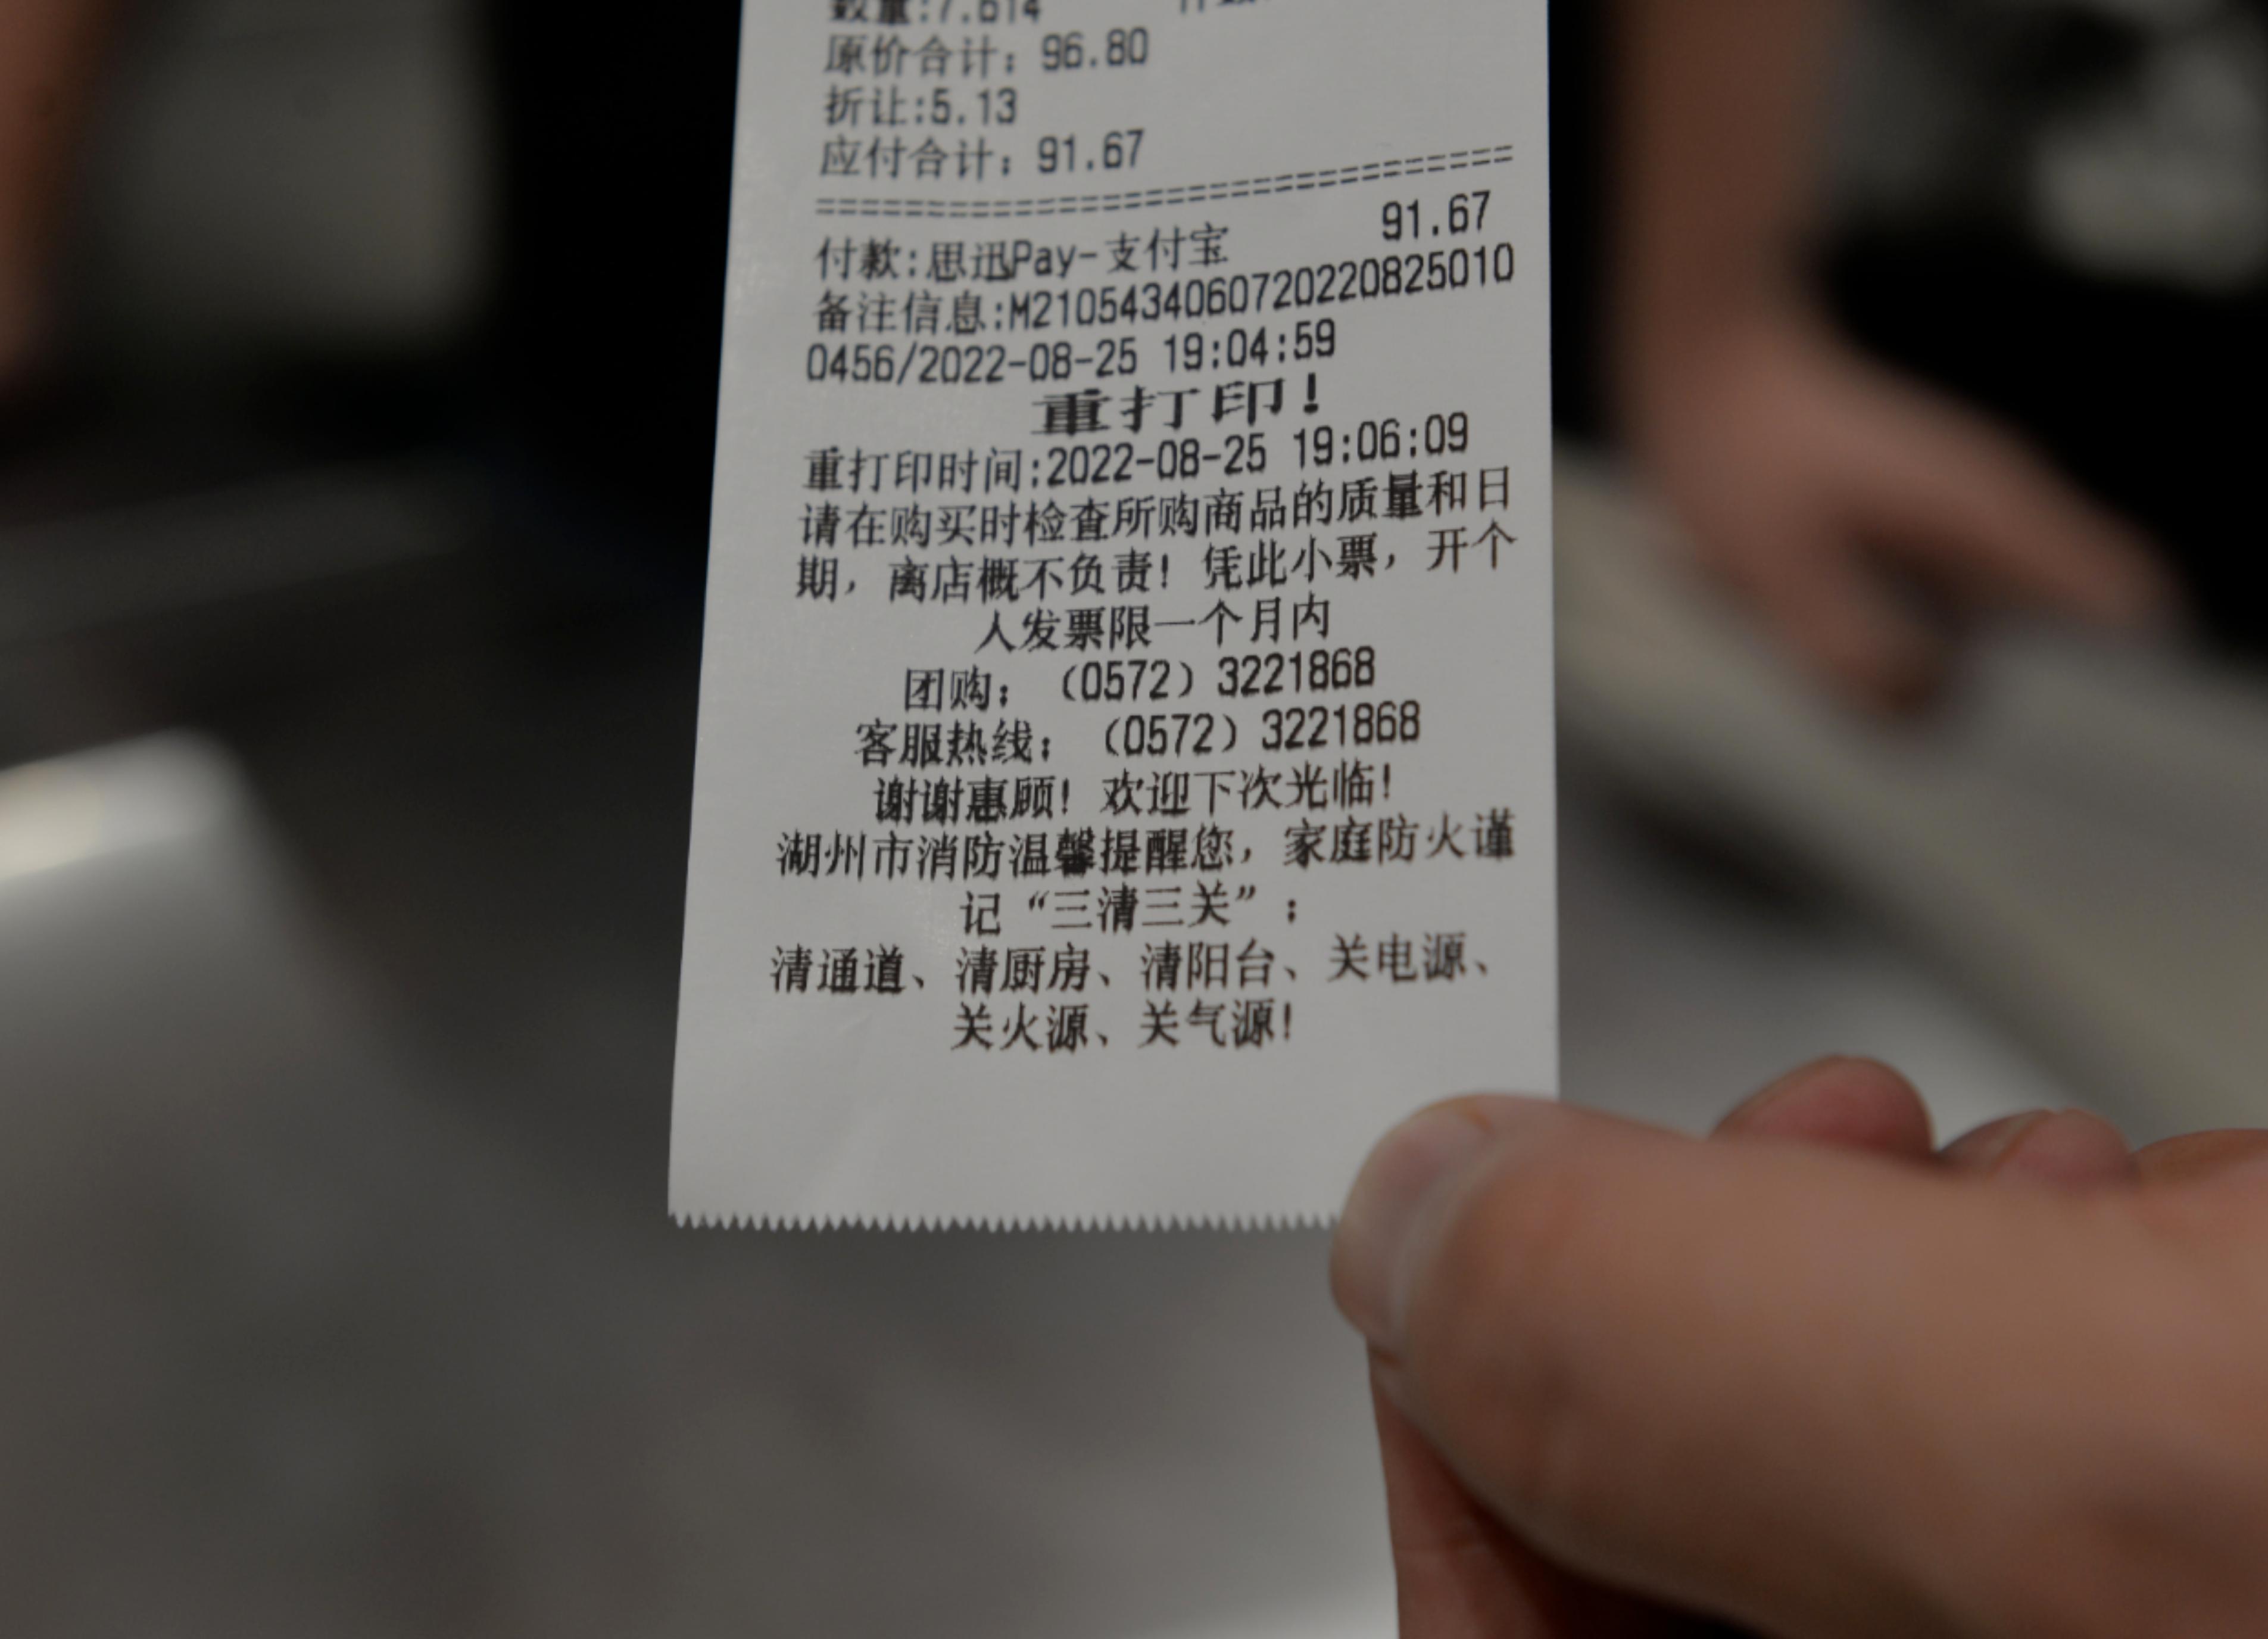 数量:7.614
原价合计: 96.80
折让:5.13
应付合计: 91.67
================================
付款:思迅Pay-支付宝 91.67
备注信息:M210543406072022082501​0
0456/2022-08-25 19:04:59
重打印!
重打印时间:2022-08-25 19:06:09
请在购买时检查所购商品的质量和日
期，离店概不负责! 凭此小票，开个
人发票限一个月内
团购: (0572) 3221868
客服热线: (0572) 3221868
谢谢惠顾! 欢迎下次光临!
湖州市消防温馨提醒您，家庭防火谨
记“三清三关”:
清通道、清厨房、清阳台、关电源、
关火源、关气源!